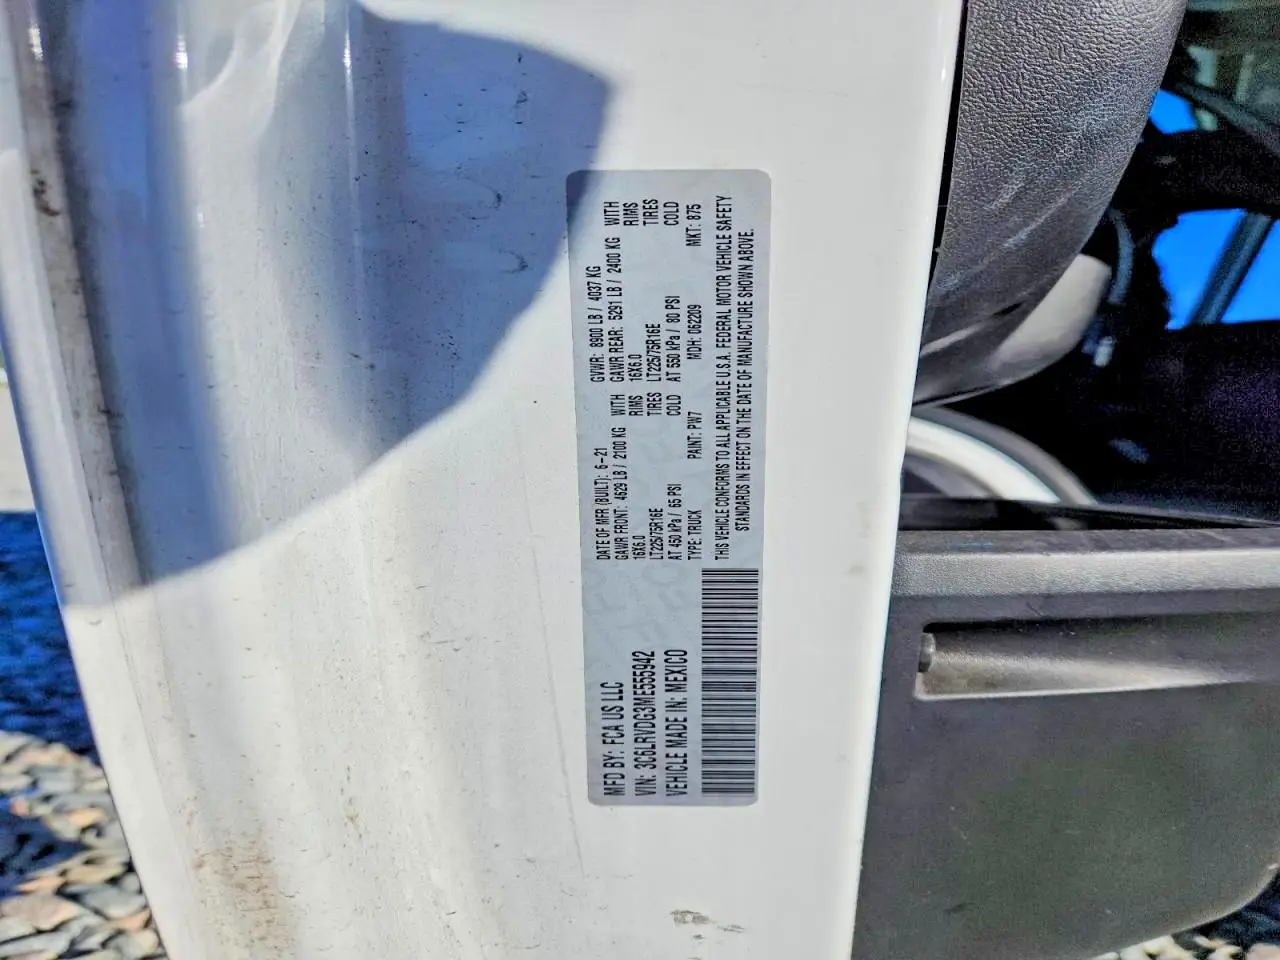 MFD BY: FCA US LLC
VIN: 3C6LRVDG3ME555942
VEHICLE MADE IN: MEXICO
DATE OF MFR (BUILT): 6-21 GVWR: 8900 LB / 4037 KG
GAWR FRONT: 4629 LB / 2100 KG WITH GAWR REAR: 5291 LB / 2400 KG WITH
16X6.0 RIMS 16X6.0 RIMS
LT225/75R16E TIRES LT225/75R16E TIRES
AT 450 kPa / 65 PSI COLD AT 550 kPa / 80 PSI COLD
TYPE: TRUCK PAINT: PW7 MDH: 062209 MKT: 875
THIS VEHICLE CONFORMS TO ALL APPLICABLE U.S.A. FEDERAL MOTOR VEHICLE SAFETY
STANDARDS IN EFFECT ON THE DATE OF MANUFACTURE SHOWN ABOVE.